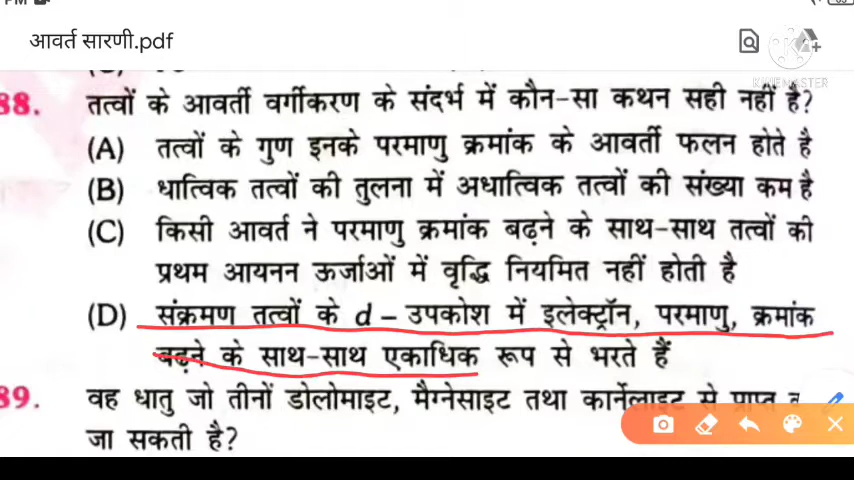 आवर्त सारणी.pdf
KINEMASTER
88. तत्वों के आवर्ती वर्गीकरण के संदर्भ में कौन-सा कथन सही नहीं है?
(A) तत्वों के गुण इनके परमाणु क्रमांक के आवर्ती फलन होते है
(B) धात्विक तत्वों की तुलना में अधात्विक तत्वों की संख्या कम है
(C) किसी आवर्त ने परमाणु क्रमांक बढ़ने के साथ-साथ तत्वों की
प्रथम आयनन ऊर्जाओं में वृद्धि नियमित नहीं होती है
(D) संक्रमण तत्वों के d – उपकोश में इलेक्ट्रॉन, परमाणु, क्रमांक
बढ़ने के साथ-साथ एकाधिक रूप से भरते हैं
89. वह धातु जो तीनों डोलोमाइट, मैग्नेसाइट तथा कार्नेलाइट से प्राप्त
जा सकती है?